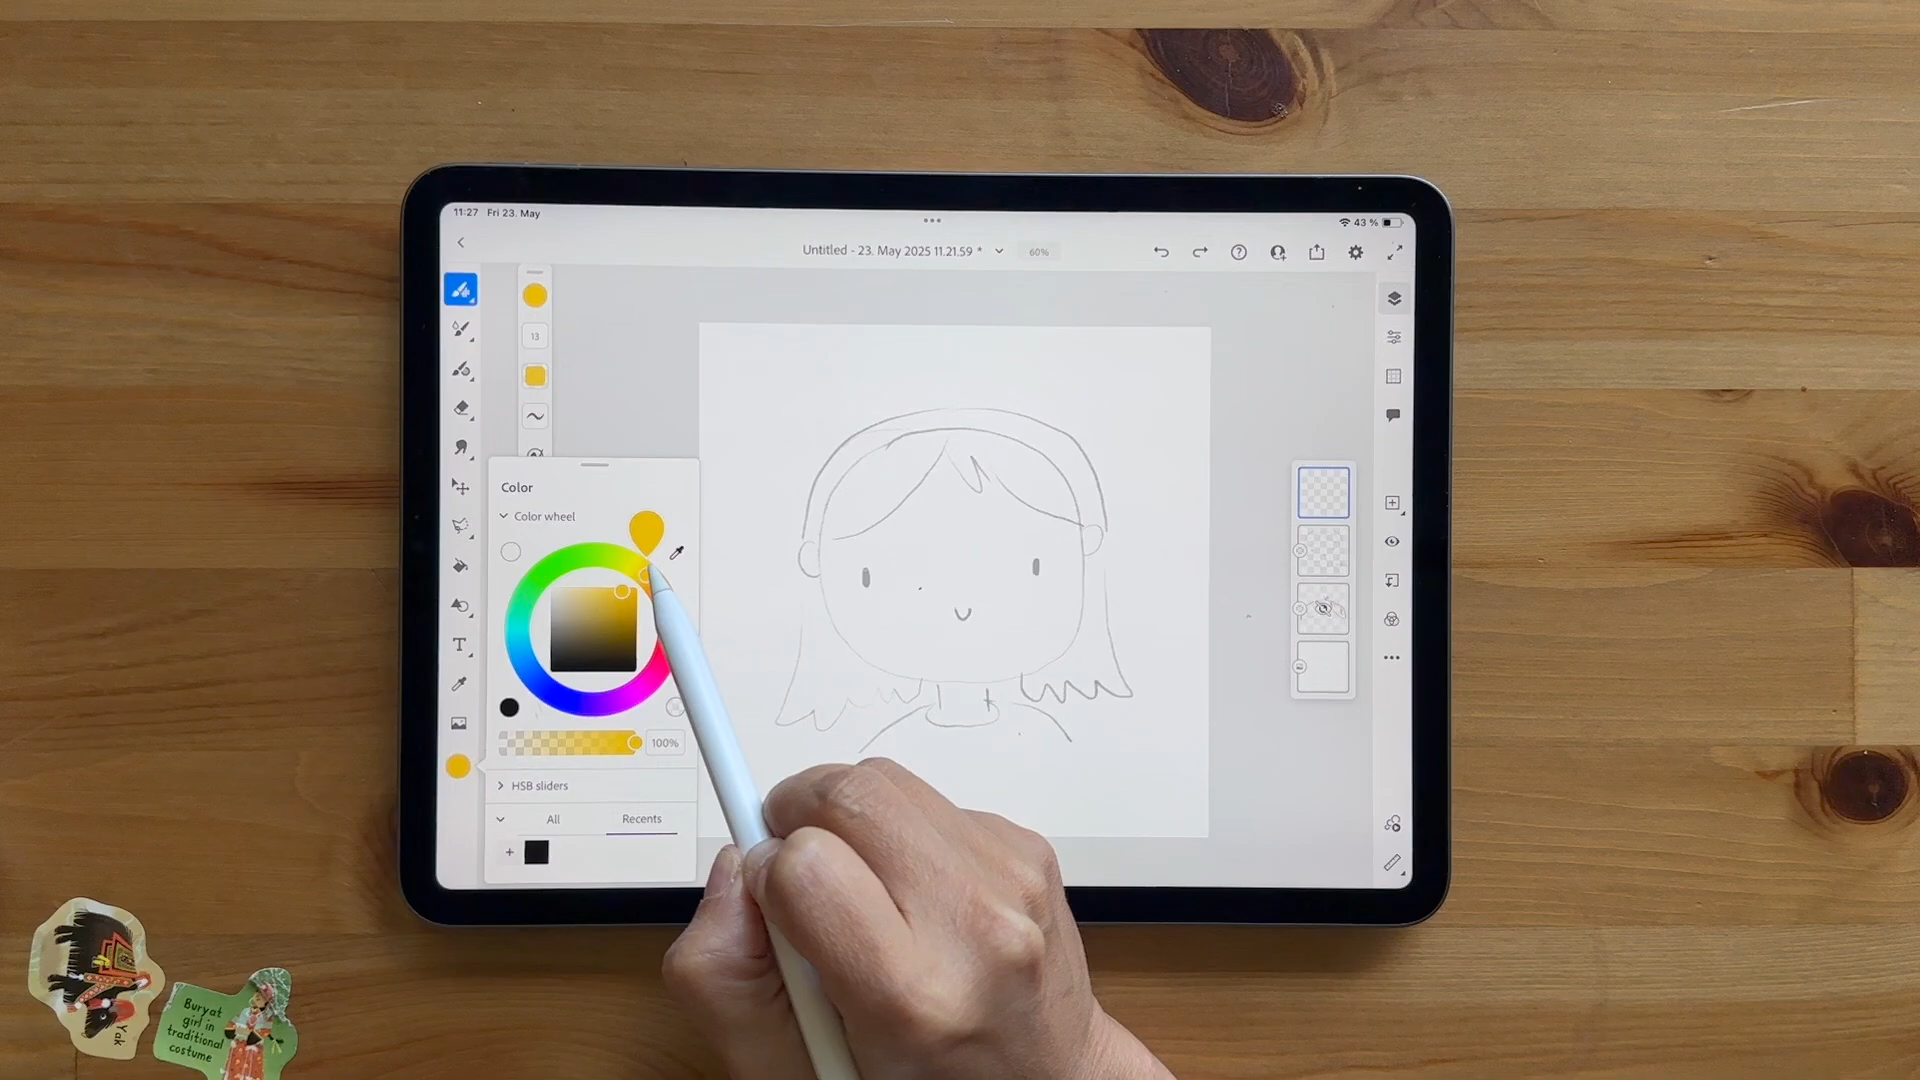 11:27 Fri 23. May
43 %
Untitled - 23. May 2025 11.21.59 *
60%
13
Color
Color wheel
T
100%
HSB sliders
All
Recents
Yak
Buryat
girl in
traditional
costume